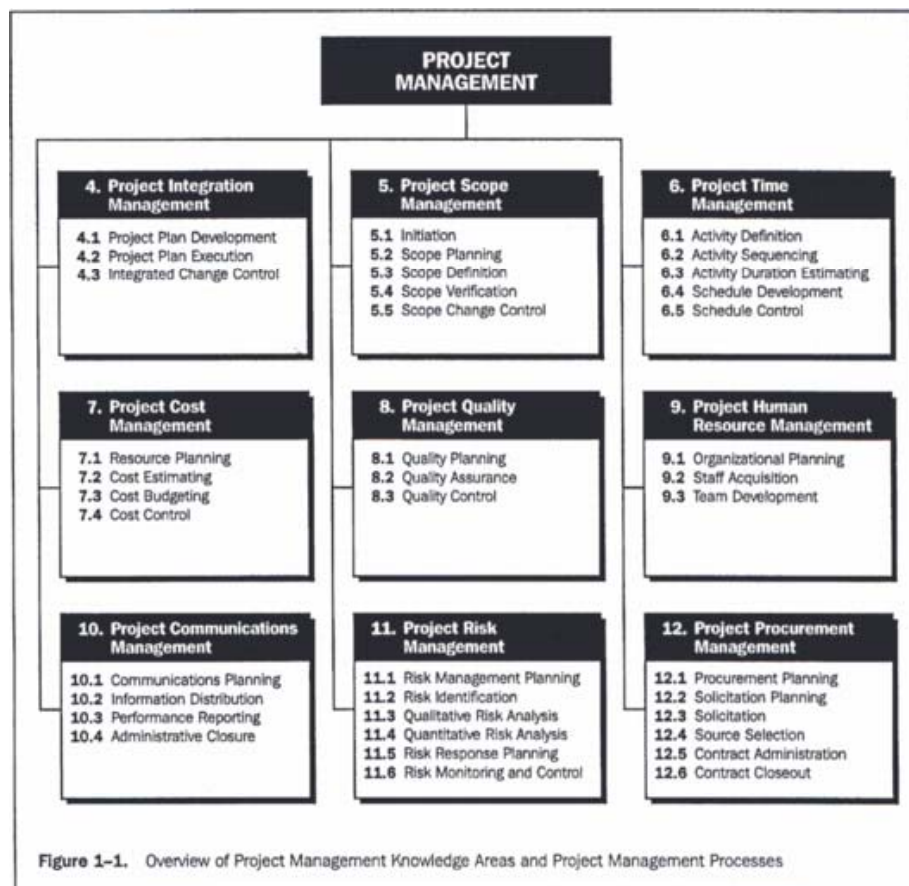 PROJECT
MANAGEMENT
4. Project Integration
Management
4.1 Project Plan Development
4.2 Project Plan Execution
4.3 Integrated Change Control
5. Project Scope
Management
5.1 Initiation
5.2 Scope Planning
5.3 Scope Definition
5.4 Scope Verification
5.5 Scope Change Control
6. Project Time
Management
6.1 Activity Definition
6.2 Activity Sequencing
6.3 Activity Duration Estimating
6.4 Schedule Development
6.5 Schedule Control
7. Project Cost
Management
7.1 Resource Planning
7.2 Cost Estimating
7.3 Cost Budgeting
7.4 Cost Control
8. Project Quality
Management
8.1 Quality Planning
8.2 Quality Assurance
8.3 Quality Control
9. Project Human
Resource Management
9.1 Organizational Planning
9.2 Staff Acquisition
9.3 Team Development
10. Project Communications
Management
10.1 Communications Planning
10.2 Information Distribution
10.3 Performance Reporting
10.4 Administrative Closure
11. Project Risk
Management
11.1 Risk Management Planning
11.2 Risk Identification
11.3 Qualitative Risk Analysis
11.4 Quantitative Risk Analysis
11.5 Risk Response Planning
11.6 Risk Monitoring and Control
12. Project Procurement
Management
12.1 Procurement Planning
12.2 Solicitation Planning
12.3 Solicitation
12.4 Source Selection
12.5 Contract Administration
12.6 Contract Closeout
Figure 1–1. Overview of Project Management Knowledge Areas and Project Management Processes